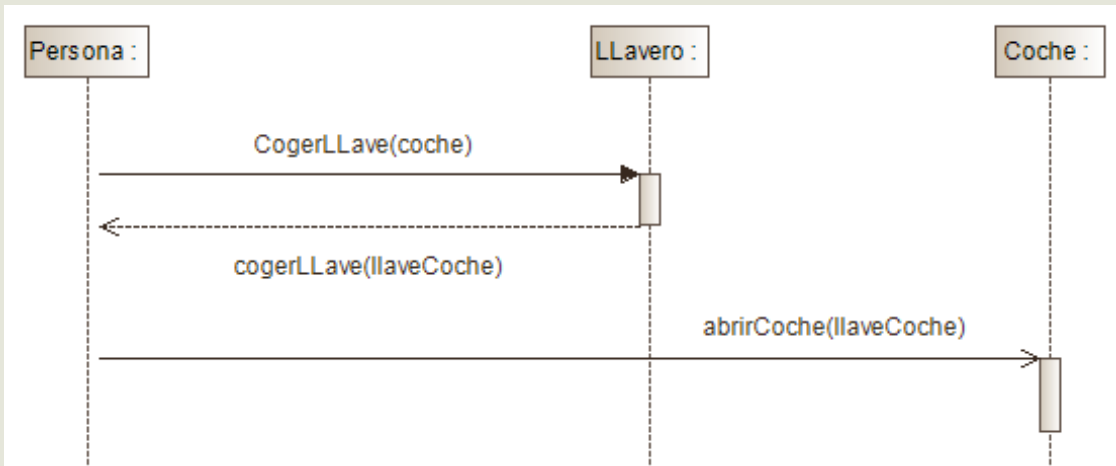 Persona :
LLavero :
Coche :
CogerLLave(coche)
cogerLLave(llaveCoche)
abrirCoche(llaveCoche)